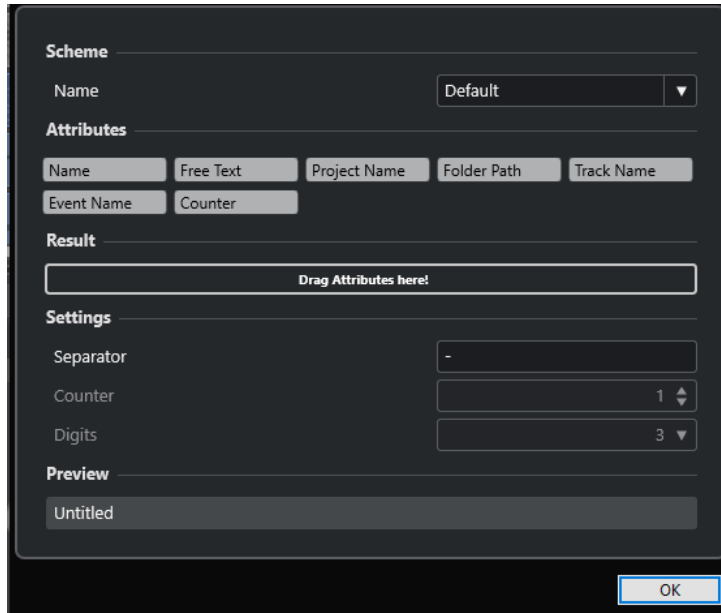 Scheme
Name Default
Attributes
Name Free Text Project Name Folder Path Track Name
Event Name Counter
Result
Drag Attributes here!
Settings
Separator -
Counter 1
Digits 3
Preview
Untitled
OK